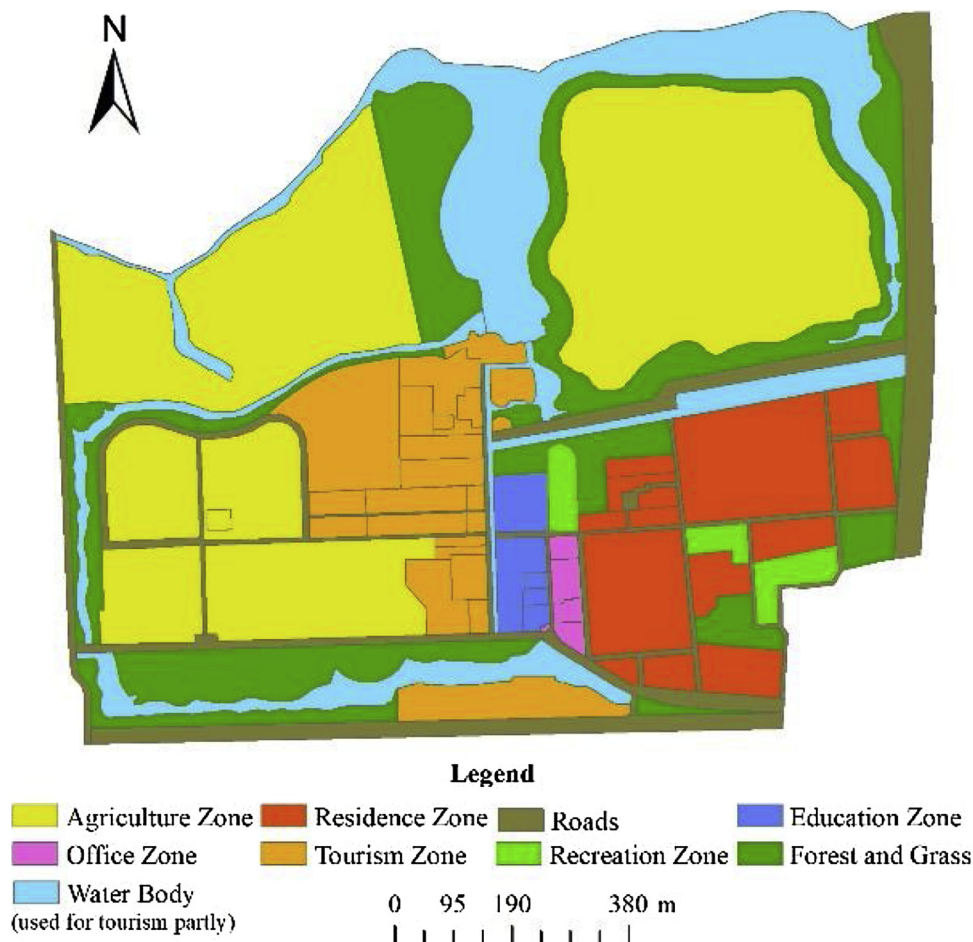 N
Legend
Agriculture Zone Residence Zone Roads Education Zone
Office Zone Tourism Zone Recreation Zone Forest and Grass
Water Body
(used for tourism partly)
0 95 190 380 m